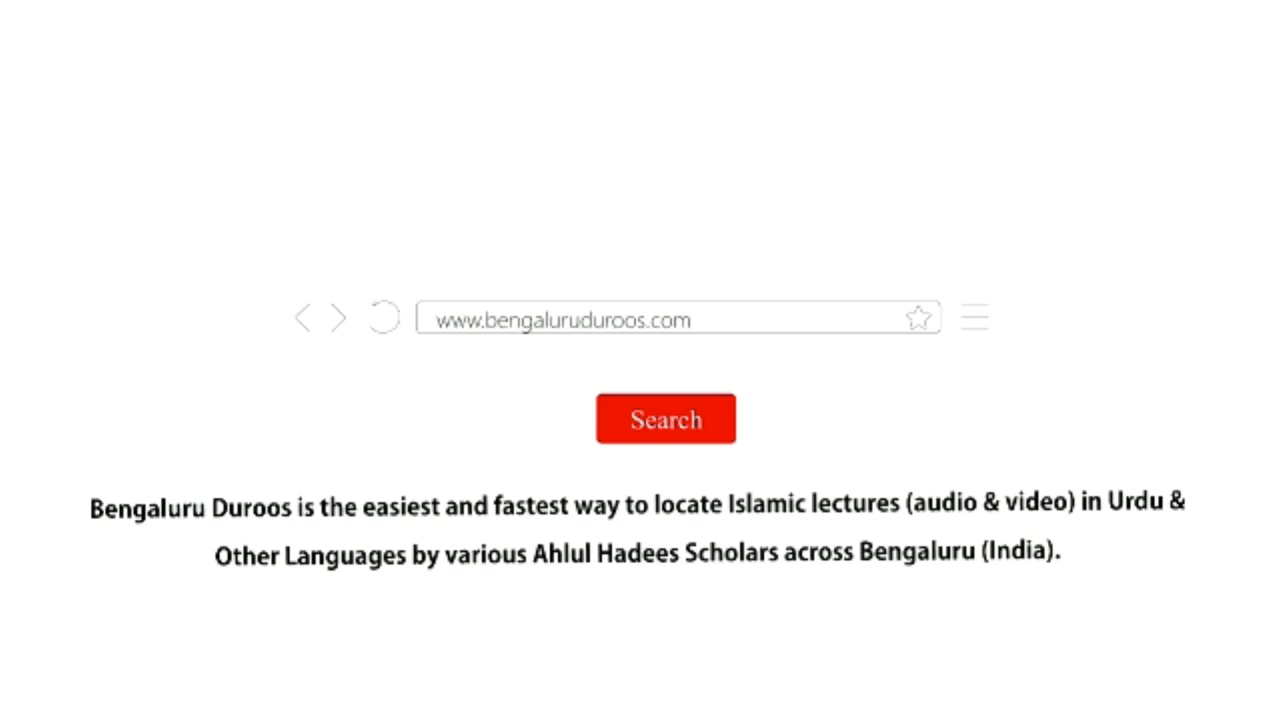 www.bengaluruduroos.com
Search
Bengaluru Duroos is the easiest and fastest way to locate Islamic lectures (audio & video) in Urdu &
Other Languages by various Ahlul Hadees Scholars across Bengaluru (India).